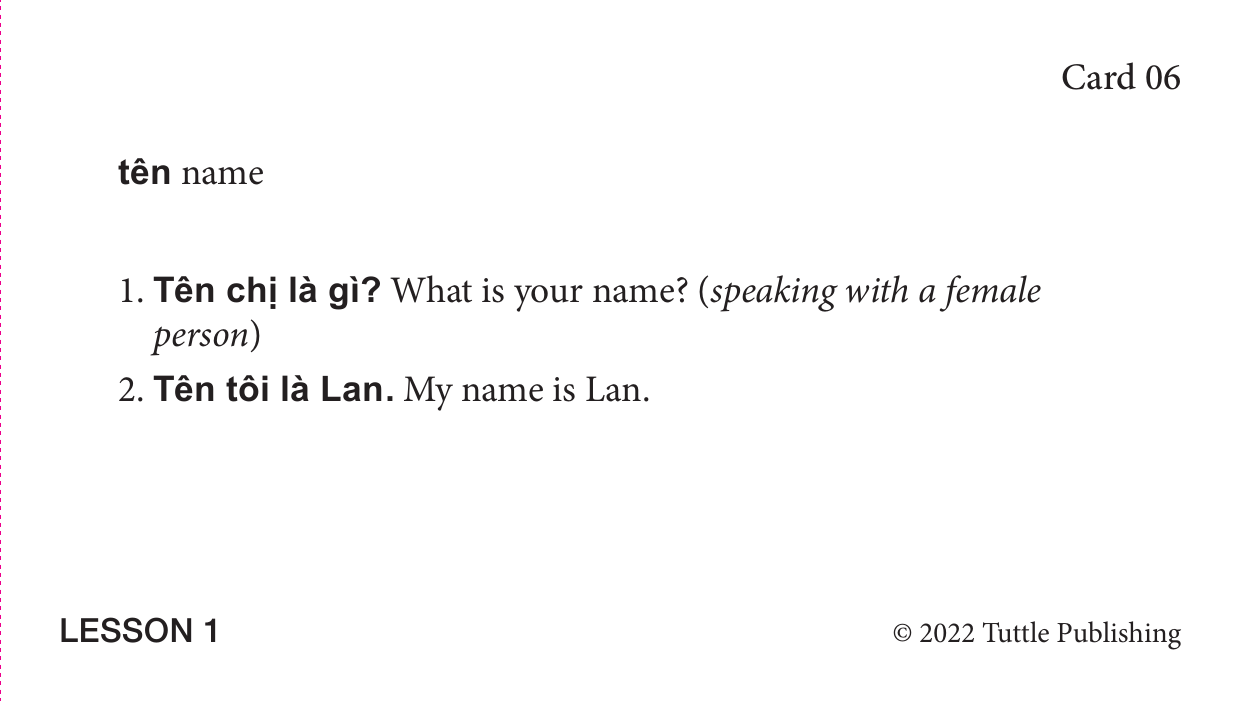 Card 06
tên name
1. Tên chị là gì? What is your name? (speaking with a female
person)
2. Tên tôi là Lan. My name is Lan.
LESSON 1
© 2022 Tuttle Publishing